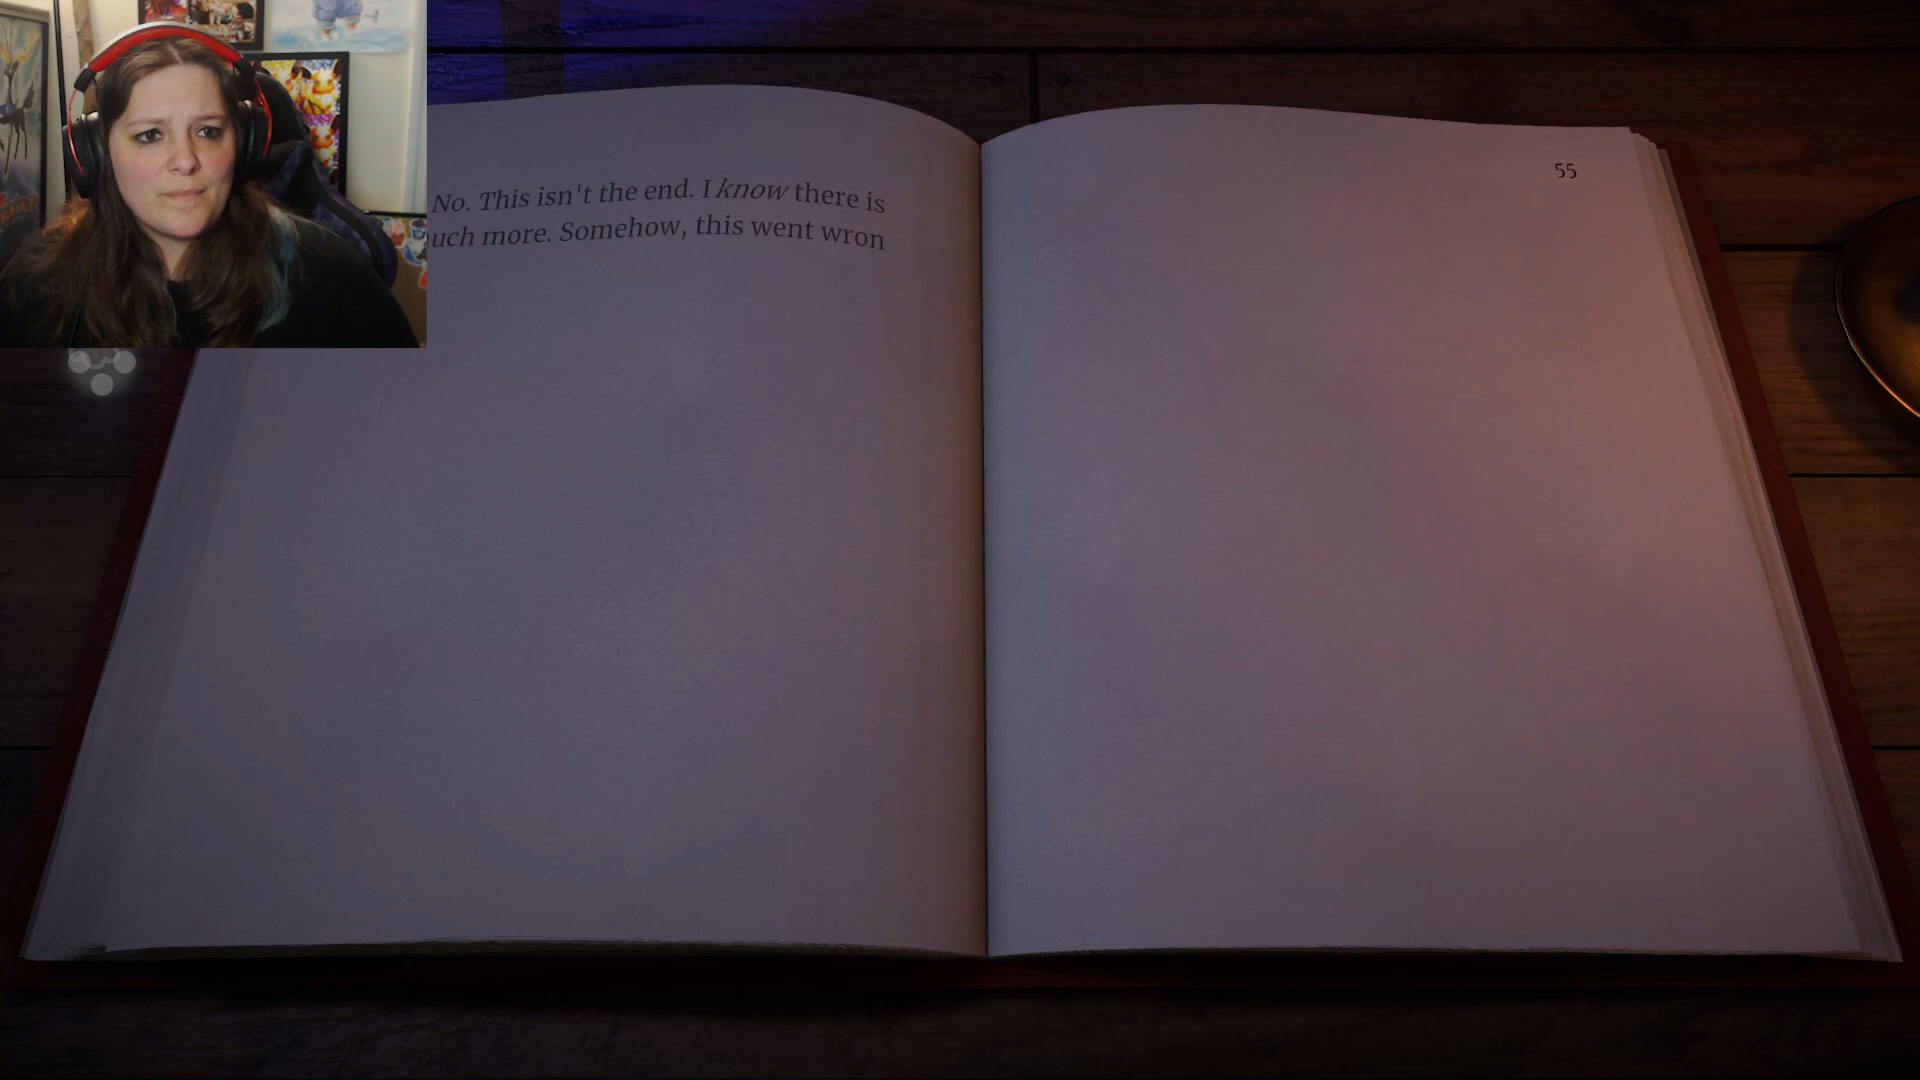 No. This isn't the end. I know there is
uch more. Somehow, this went wron
55